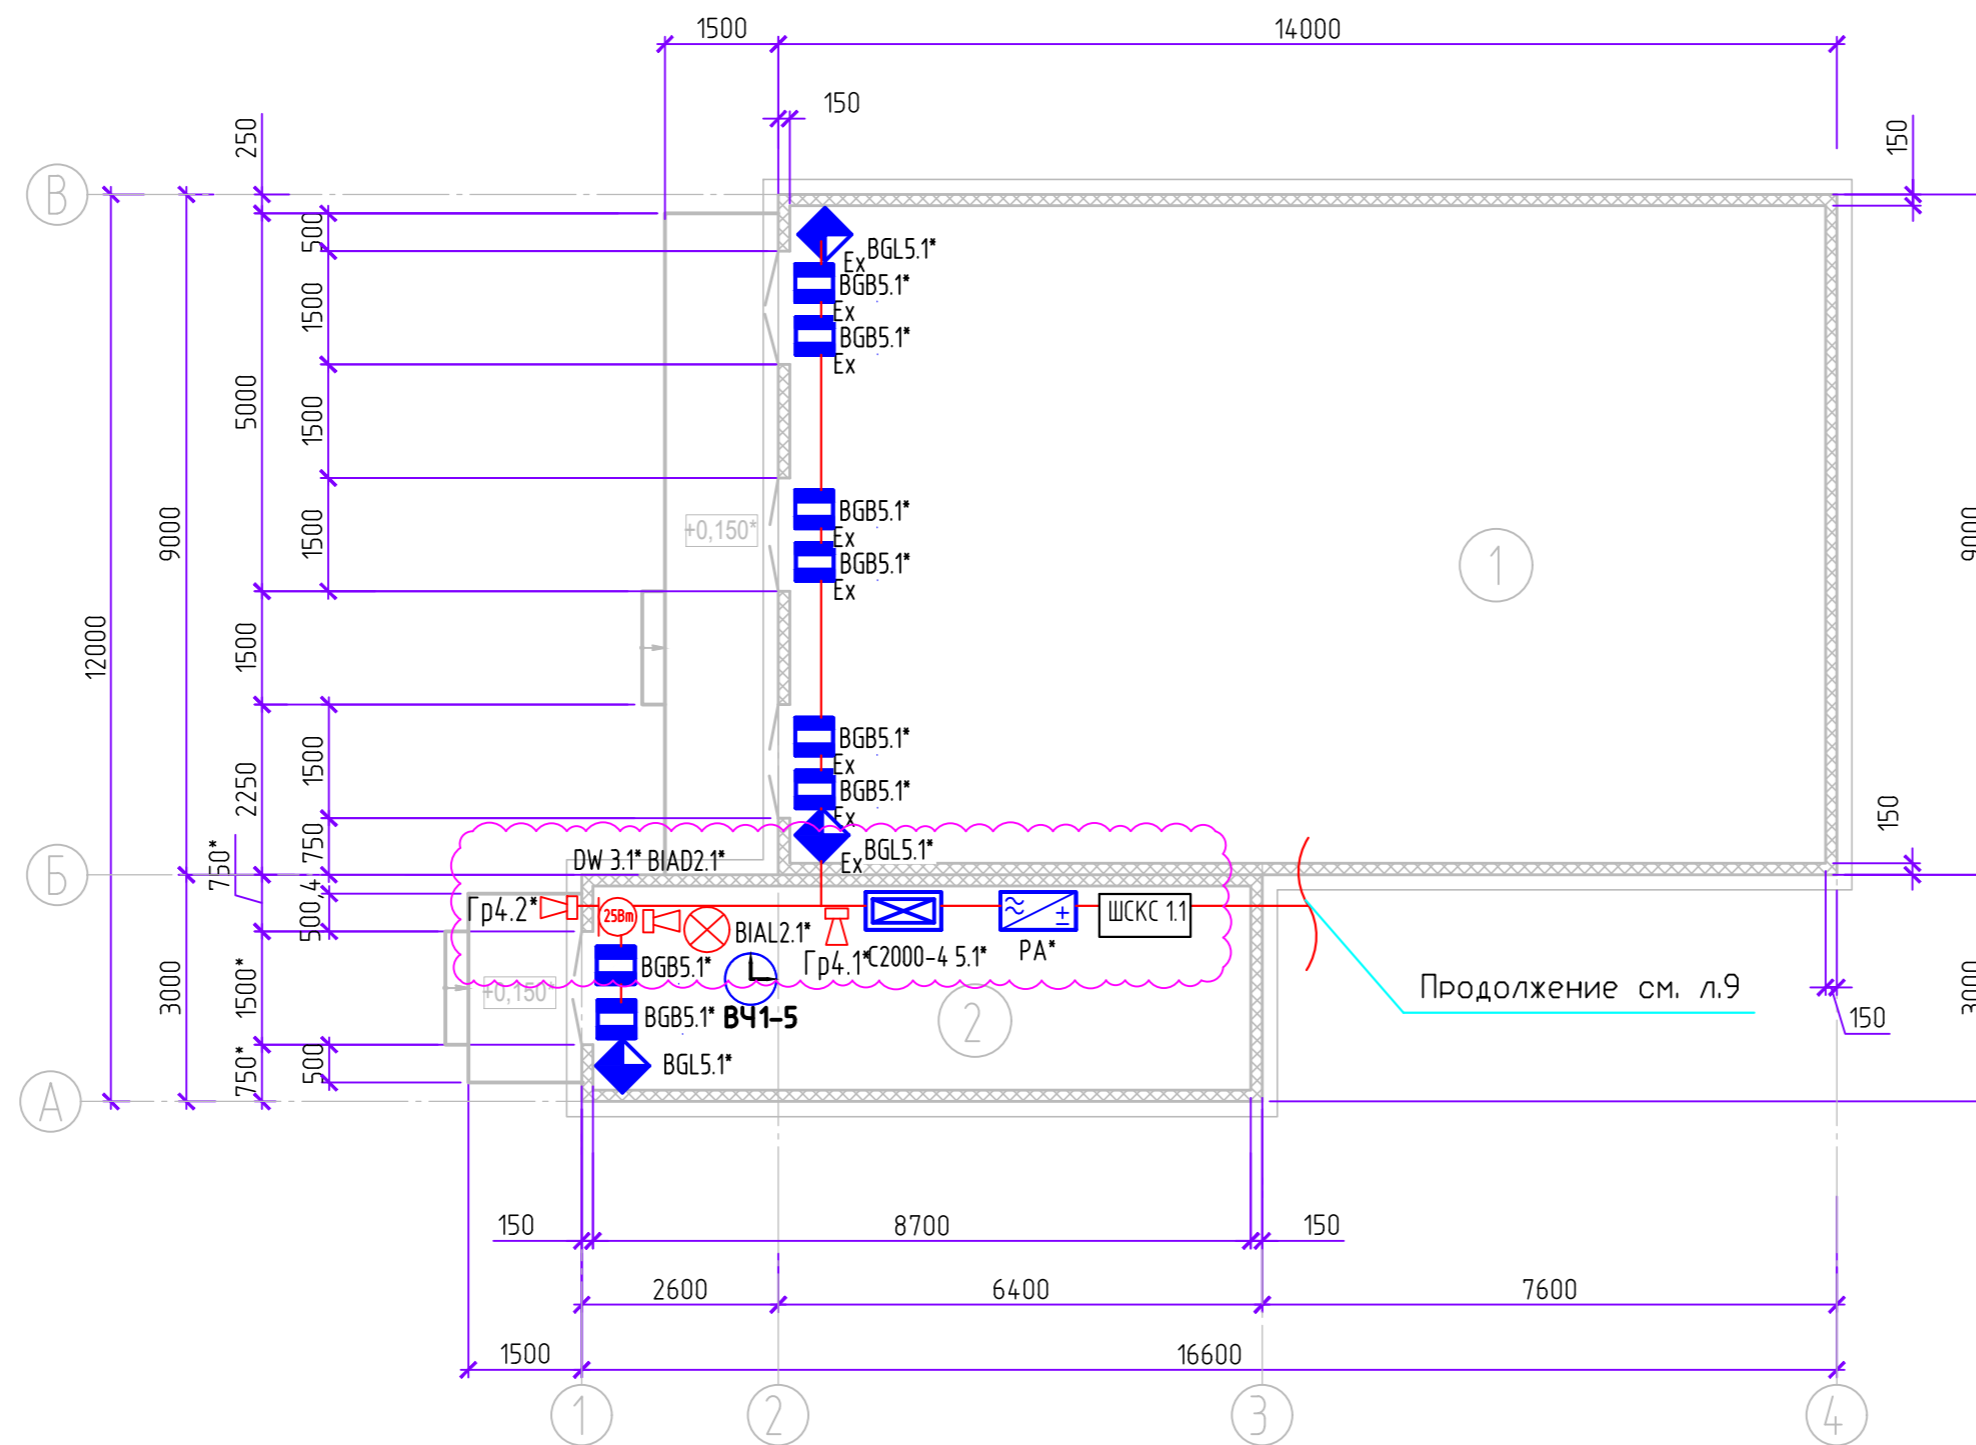 1500
14000
150
250
150
В
500
BGL5.1*
Ex
BGB5.1*
Ex
1500
BGB5.1*
Ex
5000
1500
9000
1500
+0,150*
BGB5.1*
Ex
BGB5.1*
Ex
1
9000
12000
1500
1500
2250
BGB5.1*
Ex
BGB5.1*
Ex
750
750*
150
Б
DW 3.1* BIAD2.1*
BGL5.1*
Ex
500,4
Гр4.2*
25Вт
BIAL2.1*
Гр4.1*
С2000-4 5.1*
РА*
ШСКС 1.1
3000
1500*
+0,150*
BGB5.1*
BGB5.1*
ВЧ1-5
2
Продолжение см. л.9
150
3000
750*
500
BGL5.1*
А
150
8700
150
2600
6400
7600
1500
16600
1
2
3
4